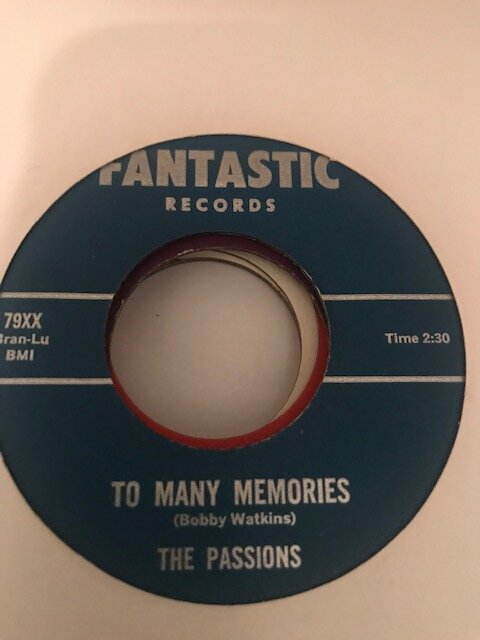 FANTASTIC
RECORDS
79XX
Bran-Lu
BMI
Time 2:30
TO MANY MEMORIES
(Bobby Watkins)
THE PASSIONS